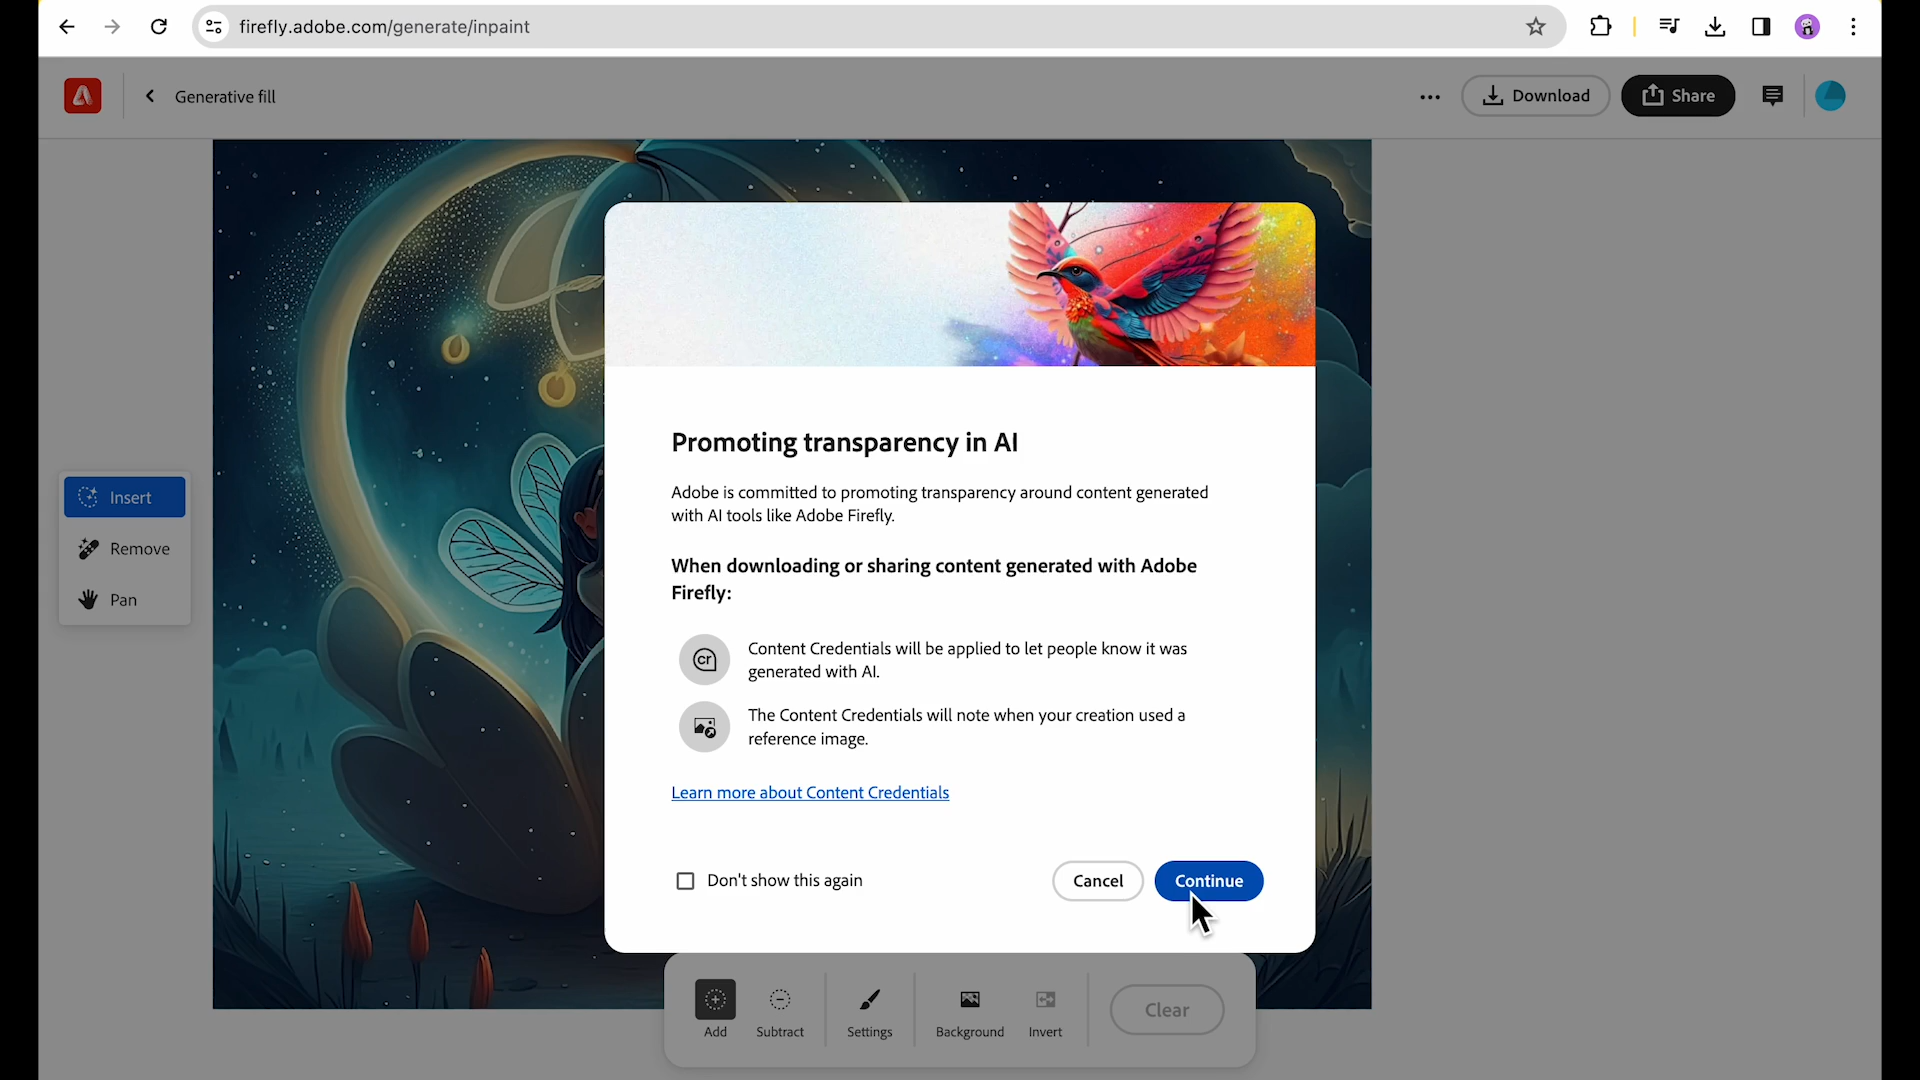 firefly.adobe.com/generate/inpaint
Generative fill
Download
Share
Promoting transparency in AI
Adobe is committed to promoting transparency around content generated
with AI tools like Adobe Firefly.
When downloading or sharing content generated with Adobe
Firefly:
cr
Content Credentials will be applied to let people know it was
generated with AI.
The Content Credentials will note when your creation used a
reference image.
Learn more about Content Credentials
Don't show this again
Cancel
Continue
Insert
Remove
Pan
Add
Subtract
Settings
Background
Invert
Clear